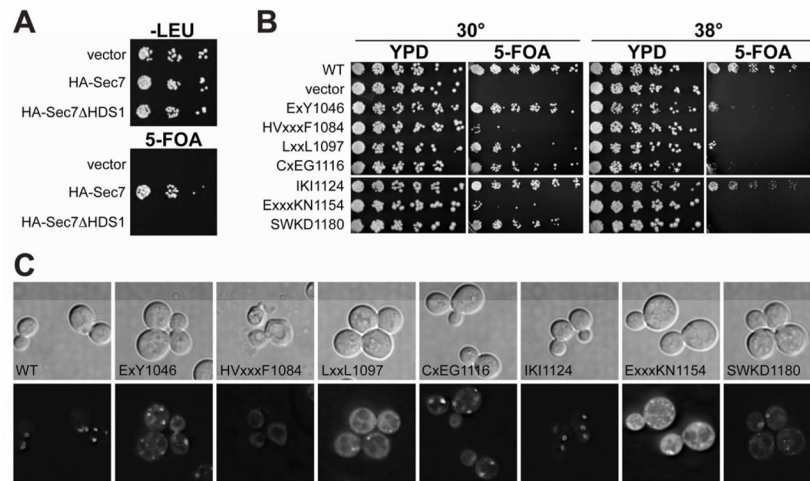 A
-LEU
vector
HA-Sec7
HA-Sec7ΔHDS1
5-FOA
vector
HA-Sec7
HA-Sec7ΔHDS1
B
30°
38°
YPD
5-FOA
YPD
5-FOA
WT
vector
ExY1046
HVxxxF1084
LxxL1097
CxEG1116
IKI1124
ExxxKN1154
SWKD1180
C
WT
ExY1046
HVxxxF1084
LxxL1097
CxEG1116
IKI1124
ExxxKN1154
SWKD1180